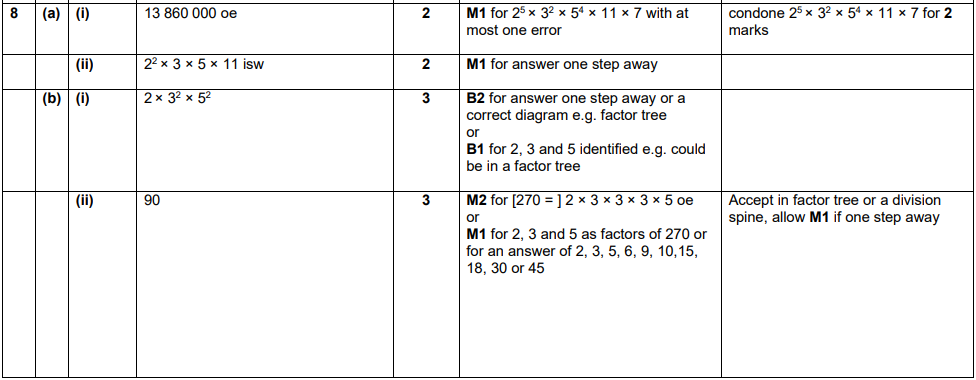 8 (a) (i) 13 860 000 oe 2 M1 for 2⁵ × 3² × 5⁴ × 11 × 7 with at condone 2⁵ × 3² × 5⁴ × 11 × 7 for 2
most one error marks
(ii) 2² × 3 × 5 × 11 isw 2 M1 for answer one step away
(b) (i) 2 × 3² × 5² 3 B2 for answer one step away or a
correct diagram e.g. factor tree
or
B1 for 2, 3 and 5 identified e.g. could
be in a factor tree
(ii) 90 3 M2 for [270 = ] 2 × 3 × 3 × 3 × 5 oe Accept in factor tree or a division
or spine, allow M1 if one step away
M1 for 2, 3 and 5 as factors of 270 or
for an answer of 2, 3, 5, 6, 9, 10,15,
18, 30 or 45